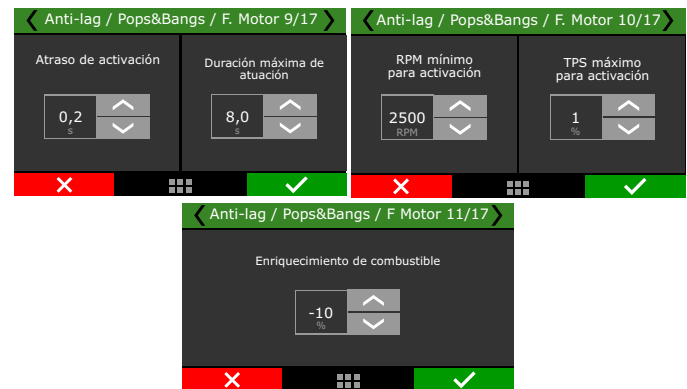 Anti-lag / Pops&Bangs / F. Motor 9/17
Atraso de activación
0,2
s
Duración máxima de
atuación
8,0
s
Anti-lag / Pops&Bangs / F. Motor 10/17
RPM mínimo
para activación
2500
RPM
TPS máximo
para activación
1
%
Anti-lag / Pops&Bangs / F Motor 11/17
Enriquecimiento de combustible
-10
%